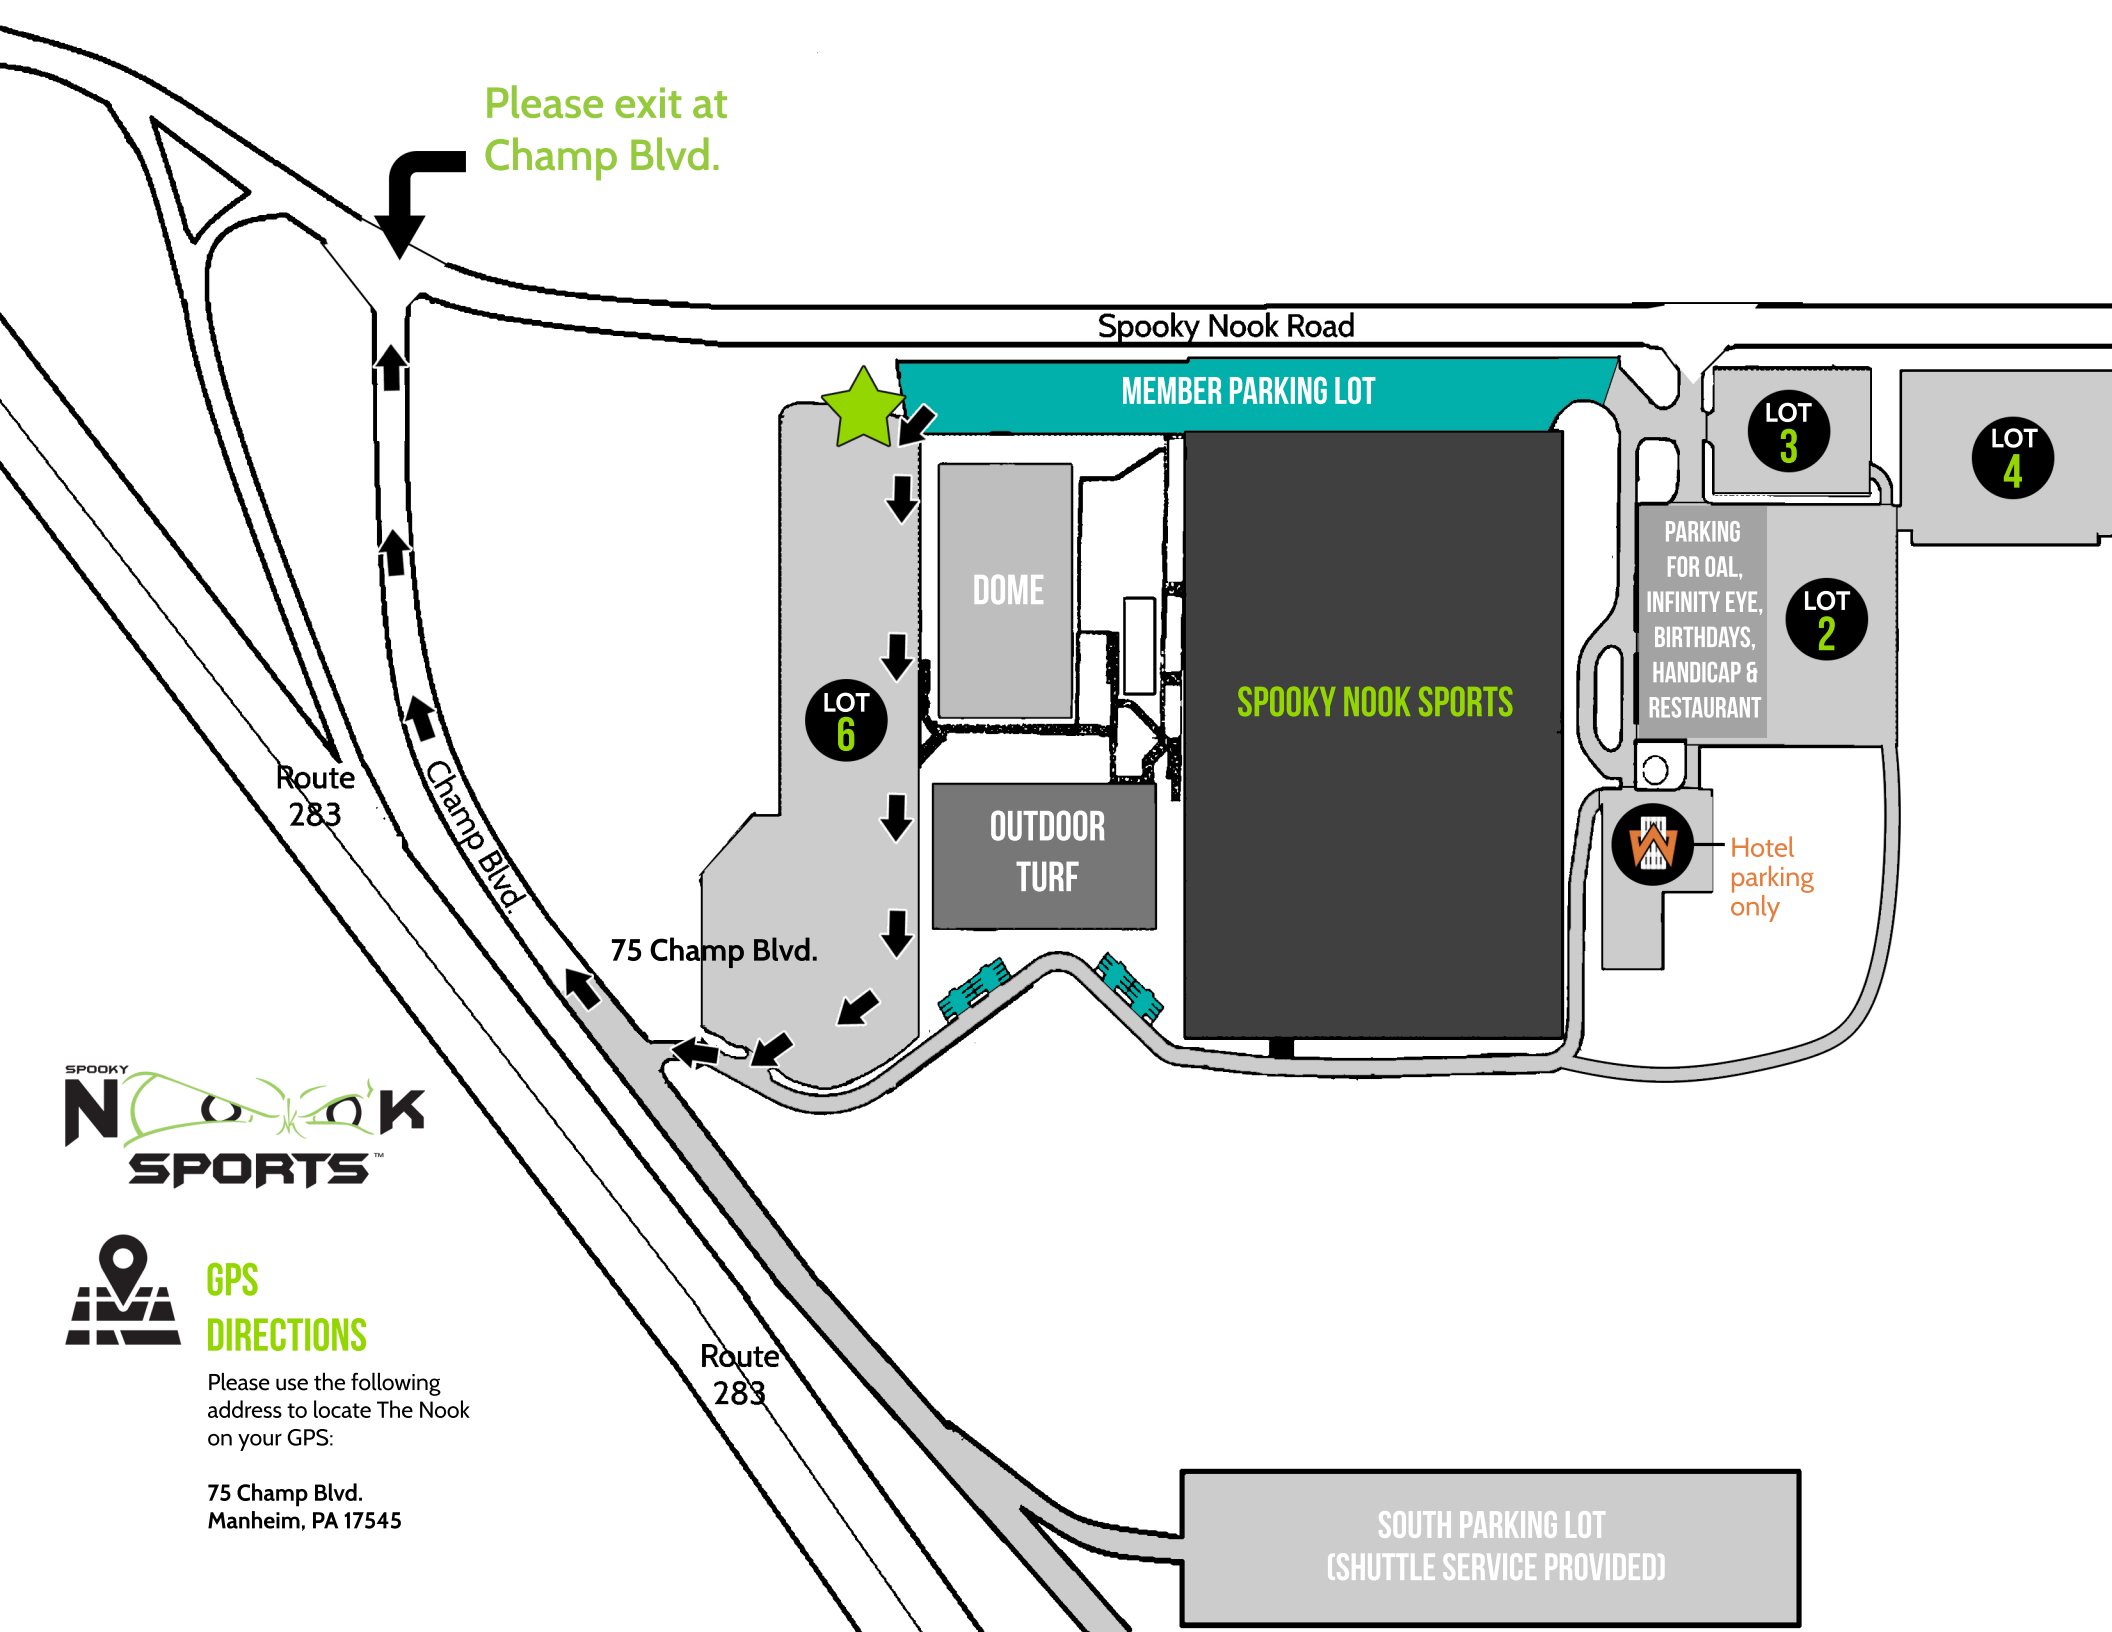 Please exit at
Champ Blvd.
Spooky Nook Road
MEMBER PARKING LOT
LOT
3
LOT
4
PARKING
FOR OAL,
INFINITY EYE,
BIRTHDAYS,
HANDICAP &
RESTAURANT
LOT
2
DOME
SPOOKY NOOK SPORTS
LOT
6
Route
283
Champ Blvd.
OUTDOOR
TURF
W
Hotel
parking
only
75 Champ Blvd.
SPOOKY
NOOK
SPORTS™
GPS
DIRECTIONS
Please use the following
address to locate The Nook
on your GPS:
75 Champ Blvd.
Manheim, PA 17545
Route
283
SOUTH PARKING LOT
(SHUTTLE SERVICE PROVIDED)